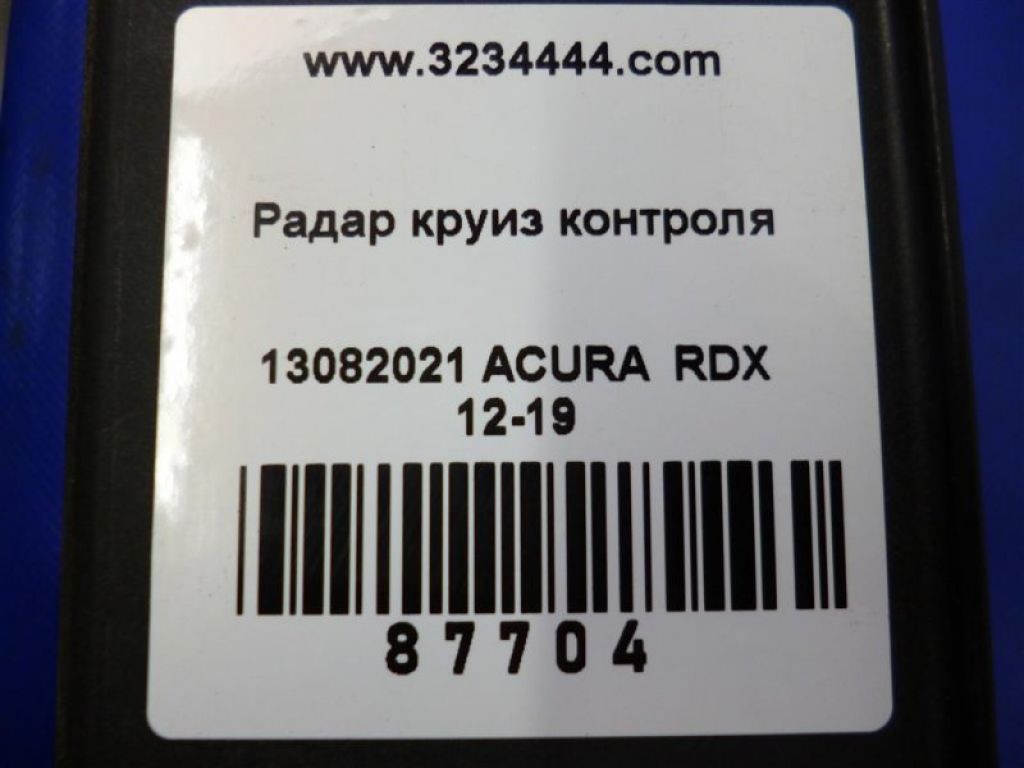 www.3234444.com
Радар круиз контроля
13082021 ACURA RDX
12-19
87704